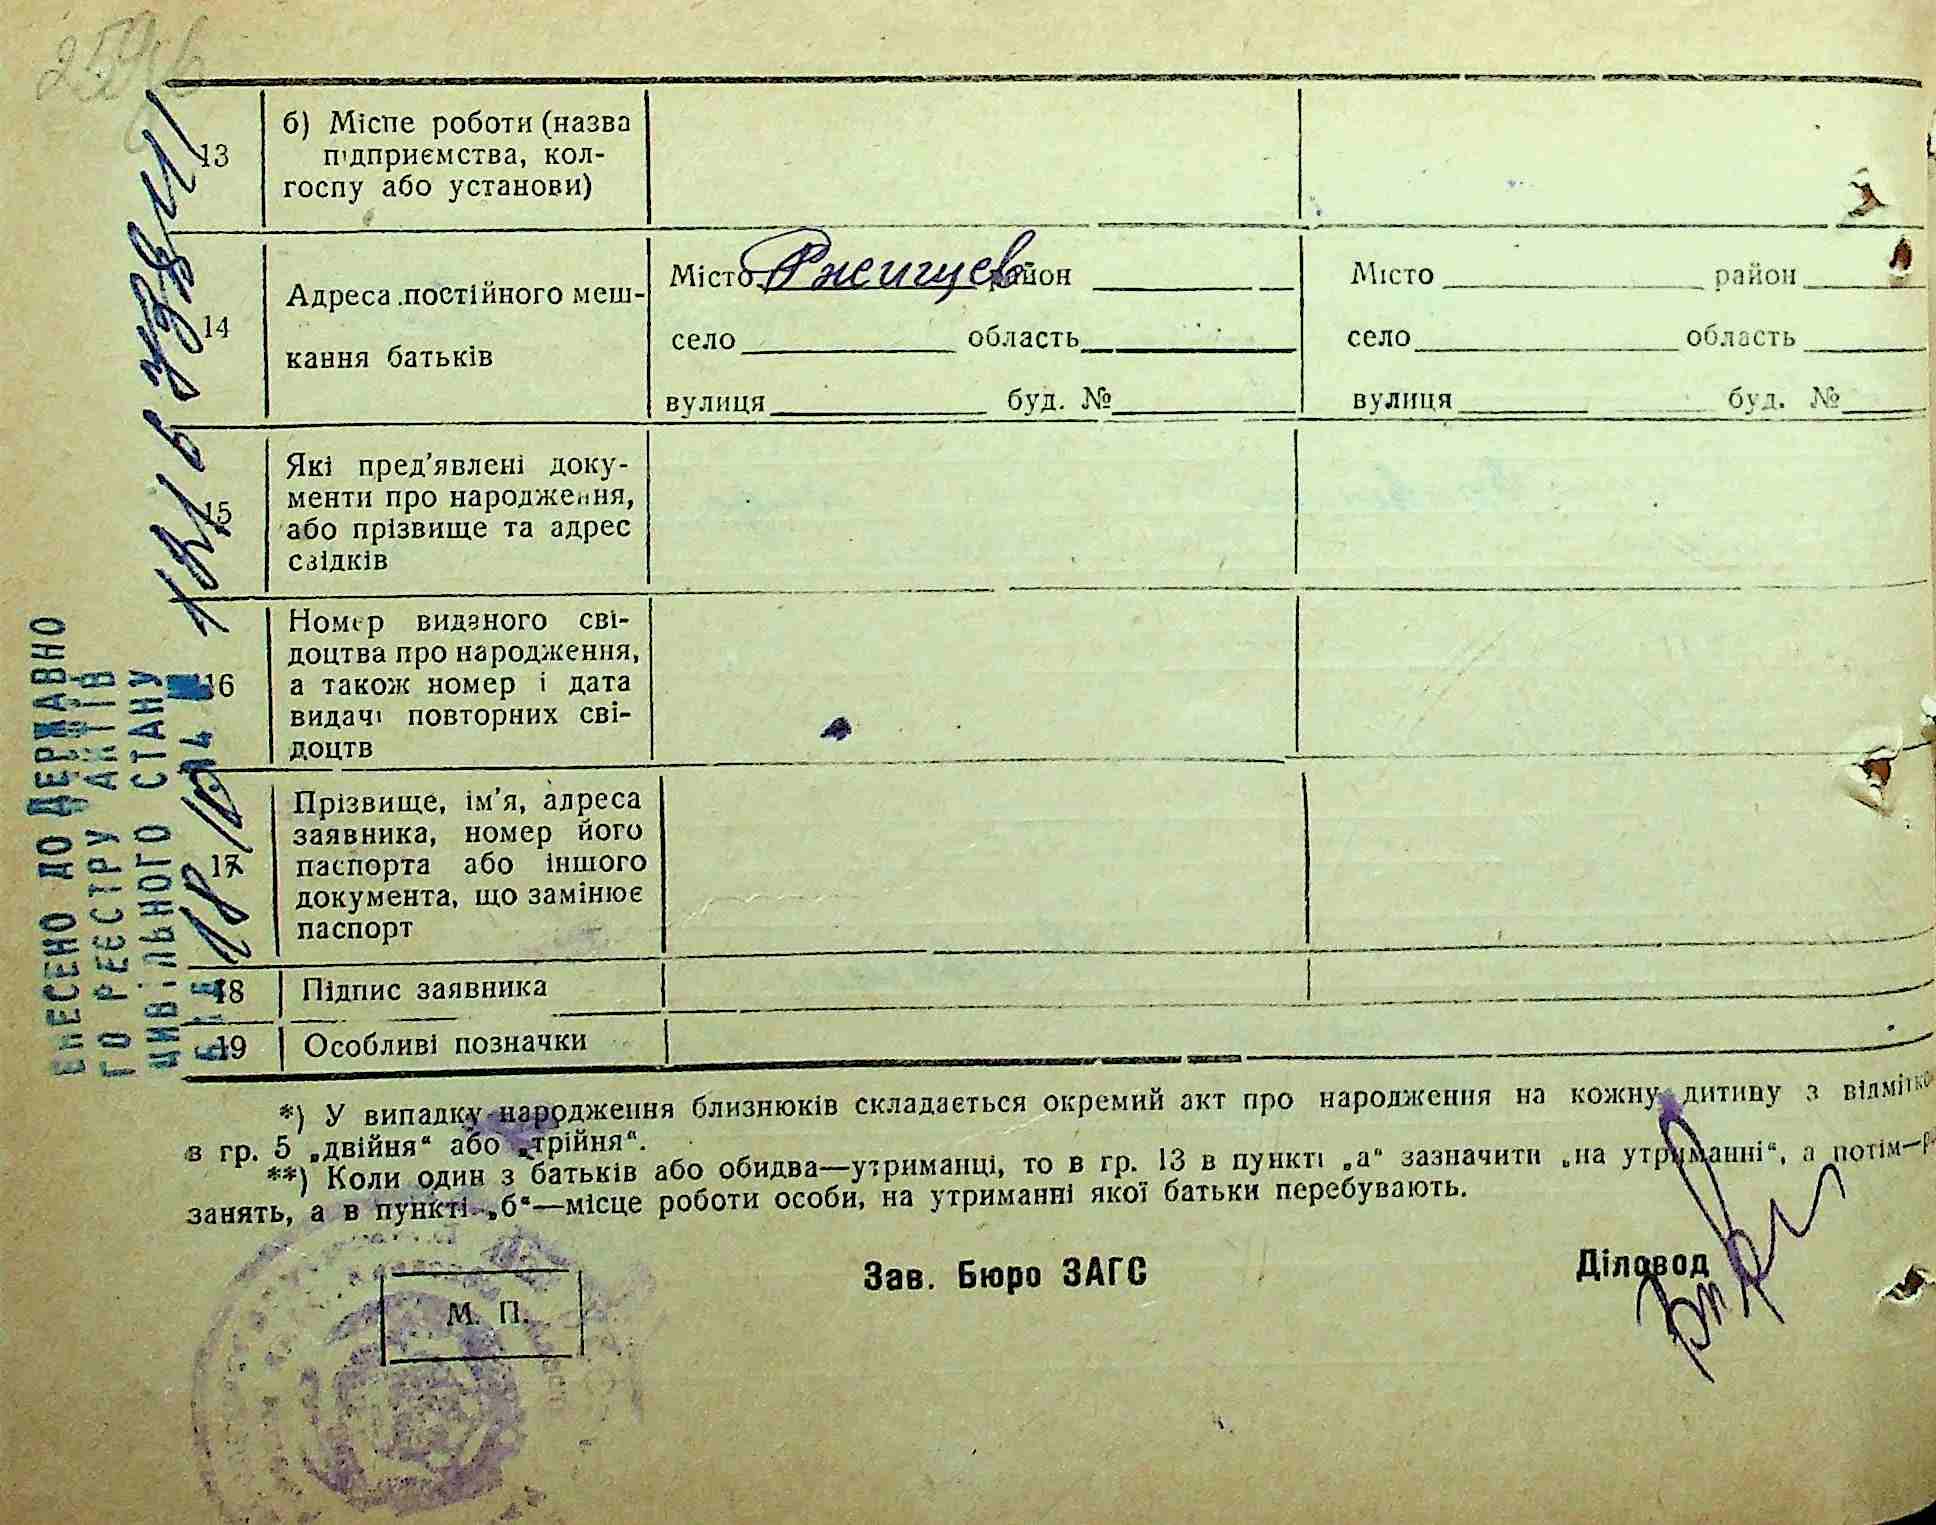 13
б) Місце роботи (назва
підприємства, кол-
госпу або установи)
14
Адреса постійного меш-
кання батьків
Місто Ржищев район
село область
вулиця буд. №
Місто район
село область
вулиця буд. №
15
Які пред'явлені доку-
менти про народження,
або прізвище та адрес
свідків
16
Номер виданого сві-
доцтва про народження,
а також номер і дата
видачі повторних сві-
доцтв
17
Прізвище, ім'я, адреса
заявника, номер його
паспорта або іншого
документа, що замінює
паспорт
18
Підпис заявника
19
Особливі позначки
ВНЕСЕНО ДО ДЕРЖАВНО
ГО РЕЄСТРУ АКТІВ
ЦИВІЛЬНОГО СТАНУ
ВІД
*) У випадку народження близнюків складається окремий акт про народження на кожну дитину з відмітко
в гр. 5 „двійня“ або „трійня“.
**) Коли один з батьків або обидва—утриманці, то в гр. 13 в пункті „а“ зазначити „на утриманні“, а потім—р
занять, а в пункті „б“—місце роботи особи, на утриманні якої батьки перебувають.
М. П.
Зав. Бюро ЗАГС
Діловод